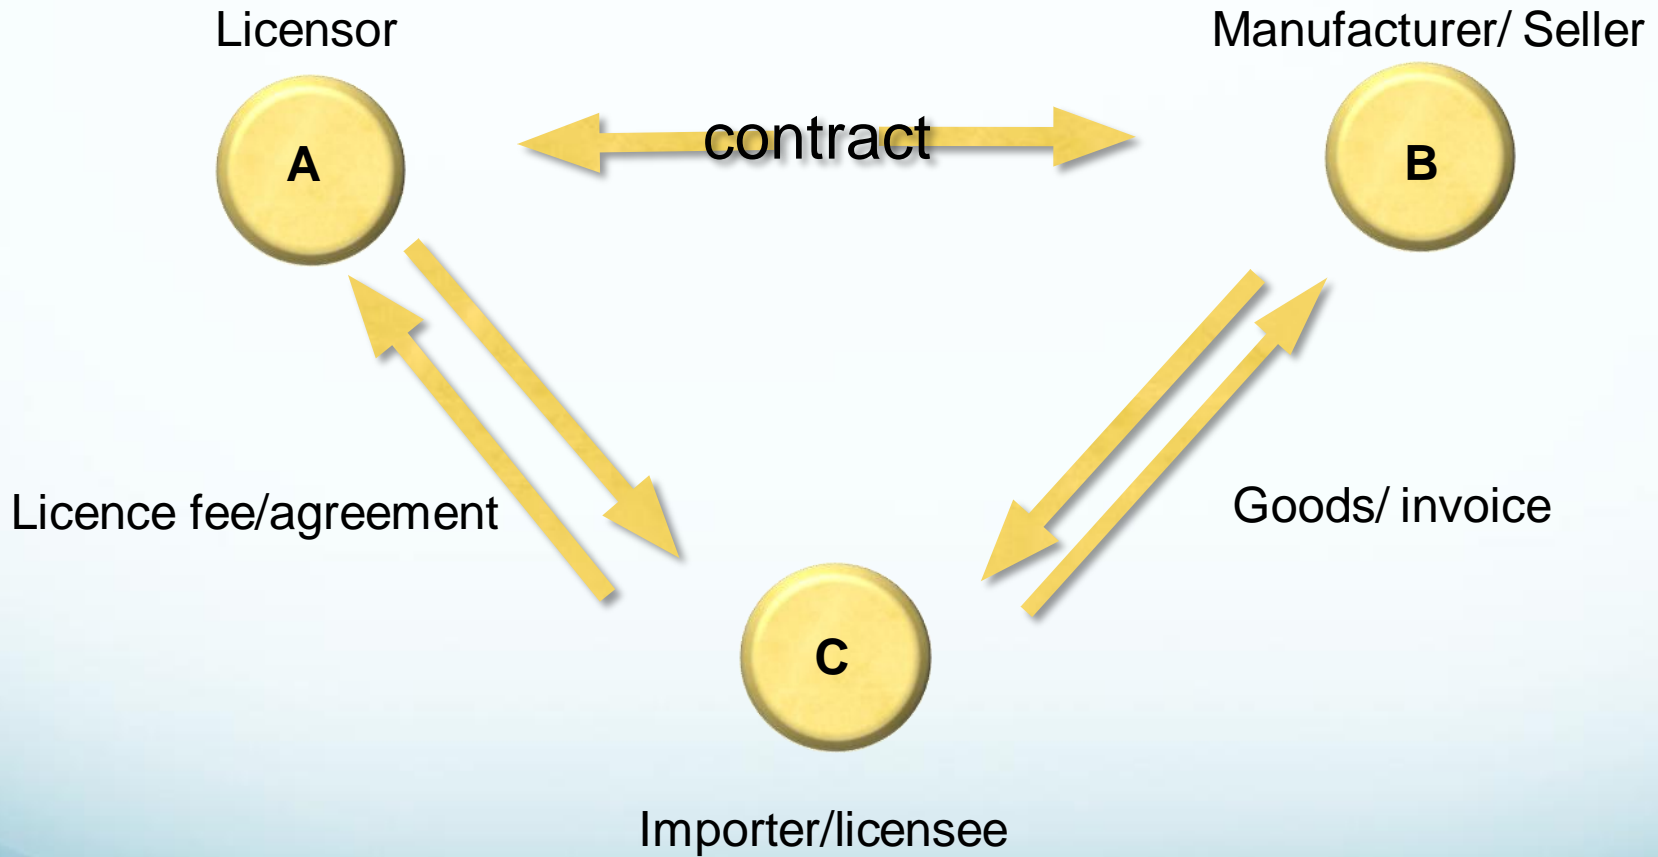 Licensor
Manufacturer/ Seller
A
contract
B
Licence fee/agreement
Goods/ invoice
C
Importer/licensee